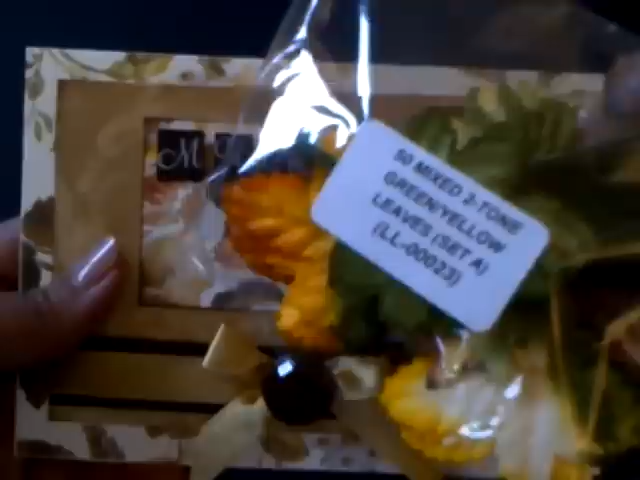 M
50 MIXED 2-TONE
GREEN/YELLOW
LEAVES (SET A)
(LL-00023)